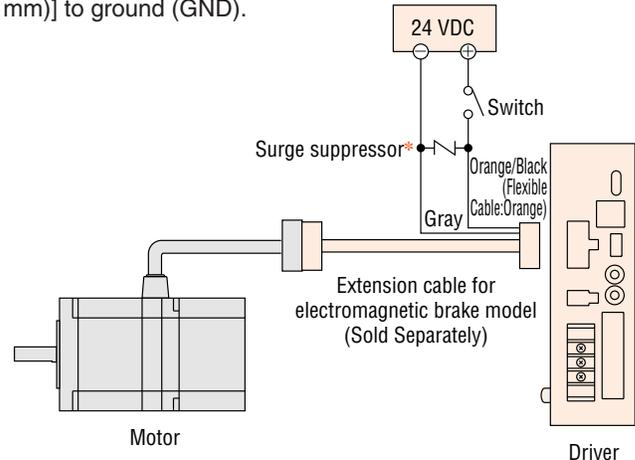 mm)] to ground (GND).
24 VDC
− +
Switch
Surge suppressor*
Orange/Black
(Flexible
Cable:Orange)
Gray
Extension cable for
electromagnetic brake model
(Sold Separately)
Motor
Driver